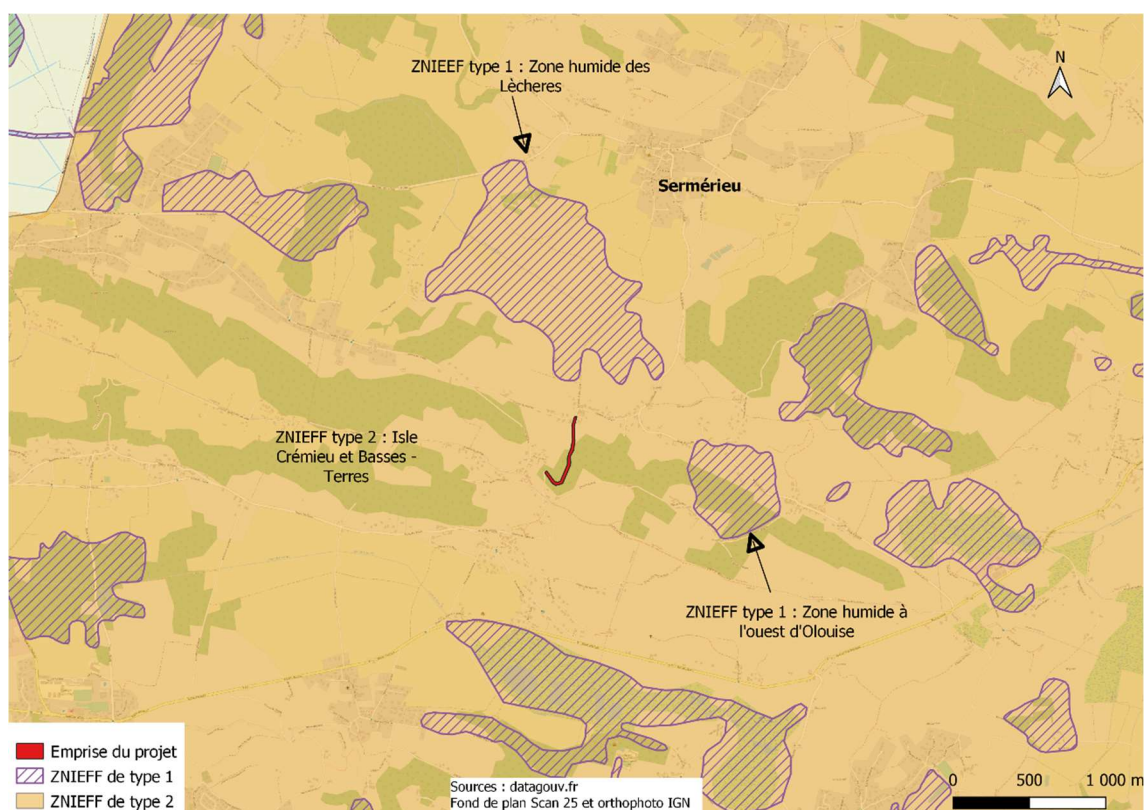 ZNIEEF type 1 : Zone humide des
Lècheres
N
Sermérieu
ZNIEFF type 2 : Isle
Crémieu et Basses -
Terres
ZNIEFF type 1 : Zone humide à
l'ouest d'Olouise
Emprise du projet
ZNIEFF de type 1
ZNIEFF de type 2
Sources : datagouv.fr
Fond de plan Scan 25 et orthophoto IGN
0 500 1 000 m